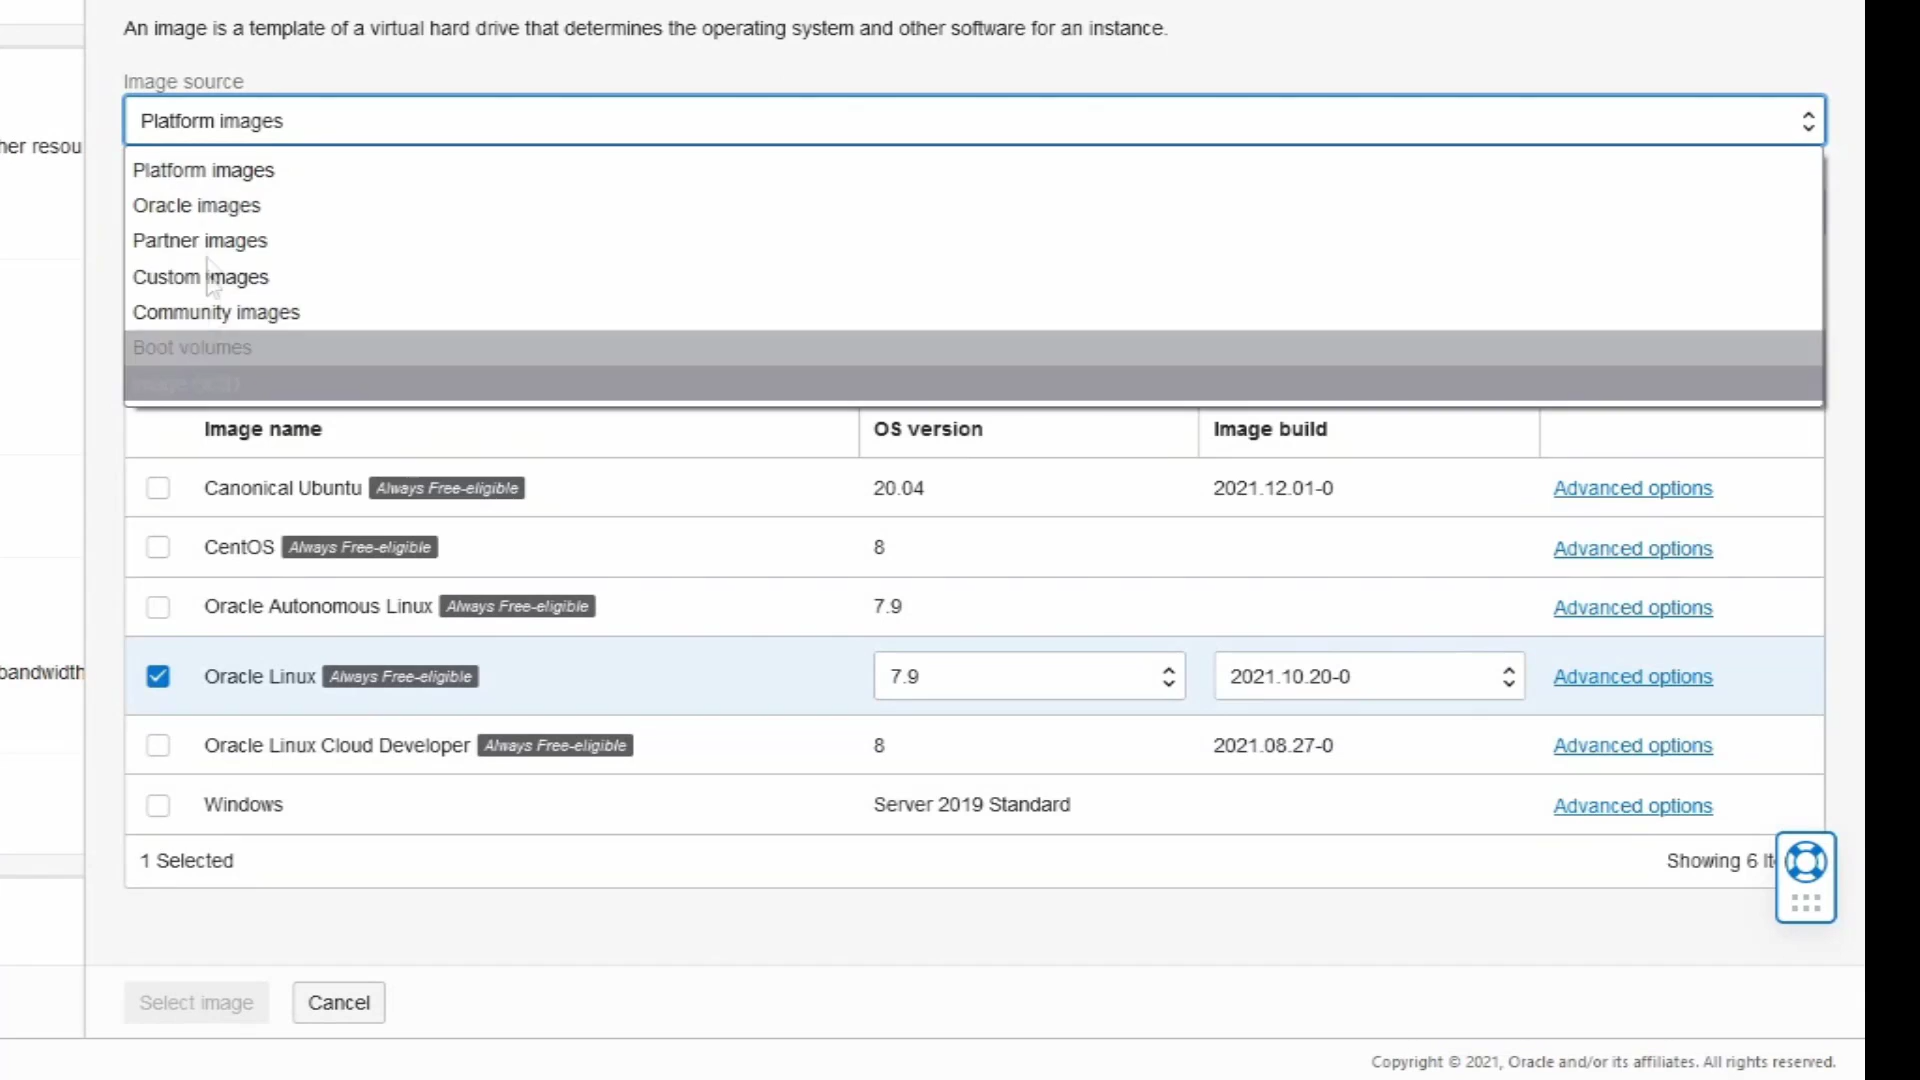 An image is a template of a virtual hard drive that determines the operating system and other software for an instance.
Image source
Platform images
her resou
Platform images
Oracle images
Partner images
Custom images
Community images
Boot volumes
Image name OS version Image build
Canonical Ubuntu Always Free-eligible 20.04 2021.12.01-0 Advanced options
CentOS Always Free-eligible 8 Advanced options
Oracle Autonomous Linux Always Free-eligible 7.9 Advanced options
bandwidth
Oracle Linux Always Free-eligible 7.9 2021.10.20-0 Advanced options
Oracle Linux Cloud Developer Always Free-eligible 8 2021.08.27-0 Advanced options
Windows Server 2019 Standard Advanced options
1 Selected Showing 6 It
Select image Cancel
Copyright © 2021, Oracle and/or its affiliates. All rights reserved.